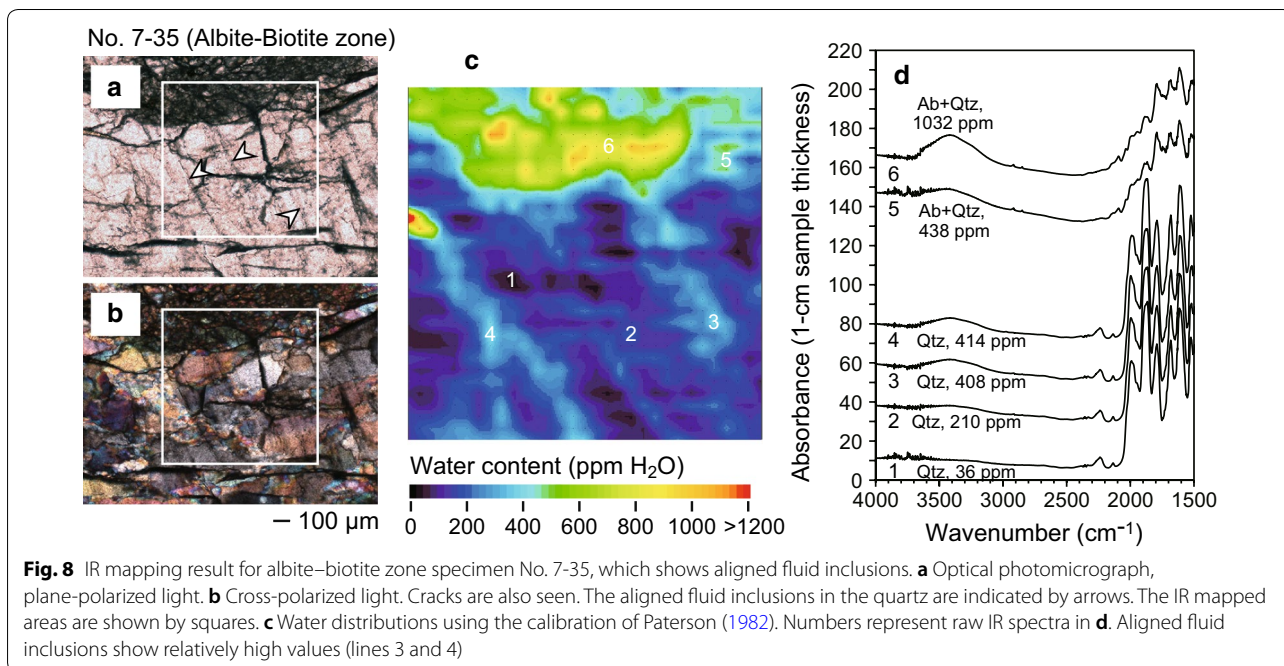 No. 7-35 (Albite-Biotite zone)
a
b
100 µm
c
1
2
3
4
5
6
Water content (ppm H₂O)
0 200 400 600 800 1000 >1200
d
Absorbance (1-cm sample thickness)
220
200
180
160
140
120
100
80
60
40
20
10
0
Ab+Qtz,
1032 ppm
6
5 Ab+Qtz,
438 ppm
4 Qtz, 414 ppm
3 Qtz, 408 ppm
2 Qtz, 210 ppm
1 Qtz, 36 ppm
4000 3500 3000 2500 2000 1500
Wavenumber (cm⁻¹)
Fig. 8 IR mapping result for albite–biotite zone specimen No. 7-35, which shows aligned fluid inclusions. a Optical photomicrograph,
plane-polarized light. b Cross-polarized light. Cracks are also seen. The aligned fluid inclusions in the quartz are indicated by arrows. The IR mapped
areas are shown by squares. c Water distributions using the calibration of Paterson (1982). Numbers represent raw IR spectra in d. Aligned fluid
inclusions show relatively high values (lines 3 and 4)